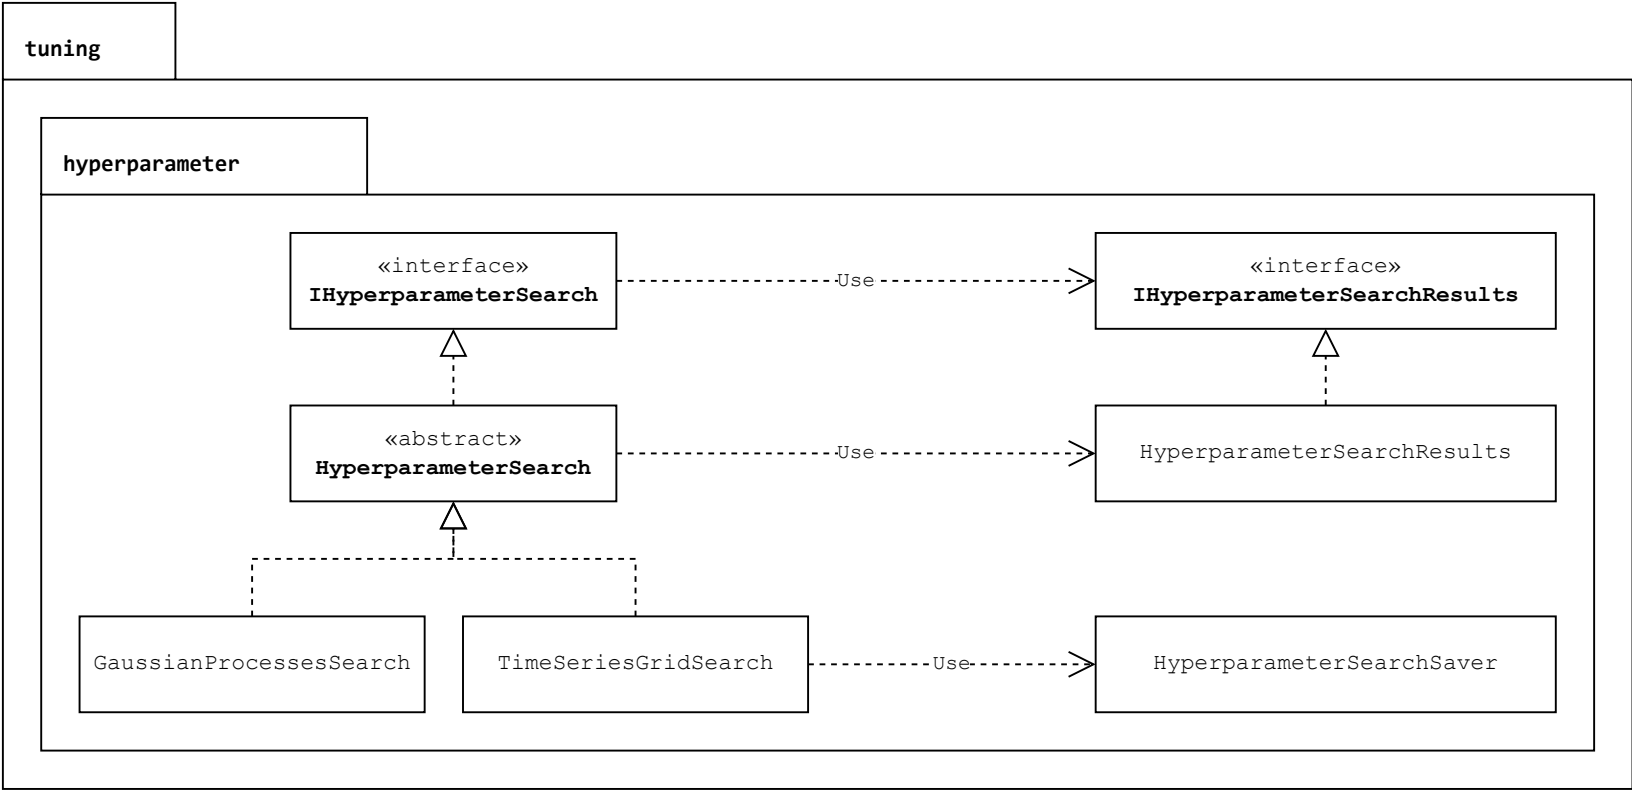 tuning
hyperparameter
«interface»
IHyperparameterSearch
Use
«interface»
IHyperparameterSearchResults
«abstract»
HyperparameterSearch
Use
HyperparameterSearchResults
GaussianProcessesSearch
TimeSeriesGridSearch
Use
HyperparameterSearchSaver